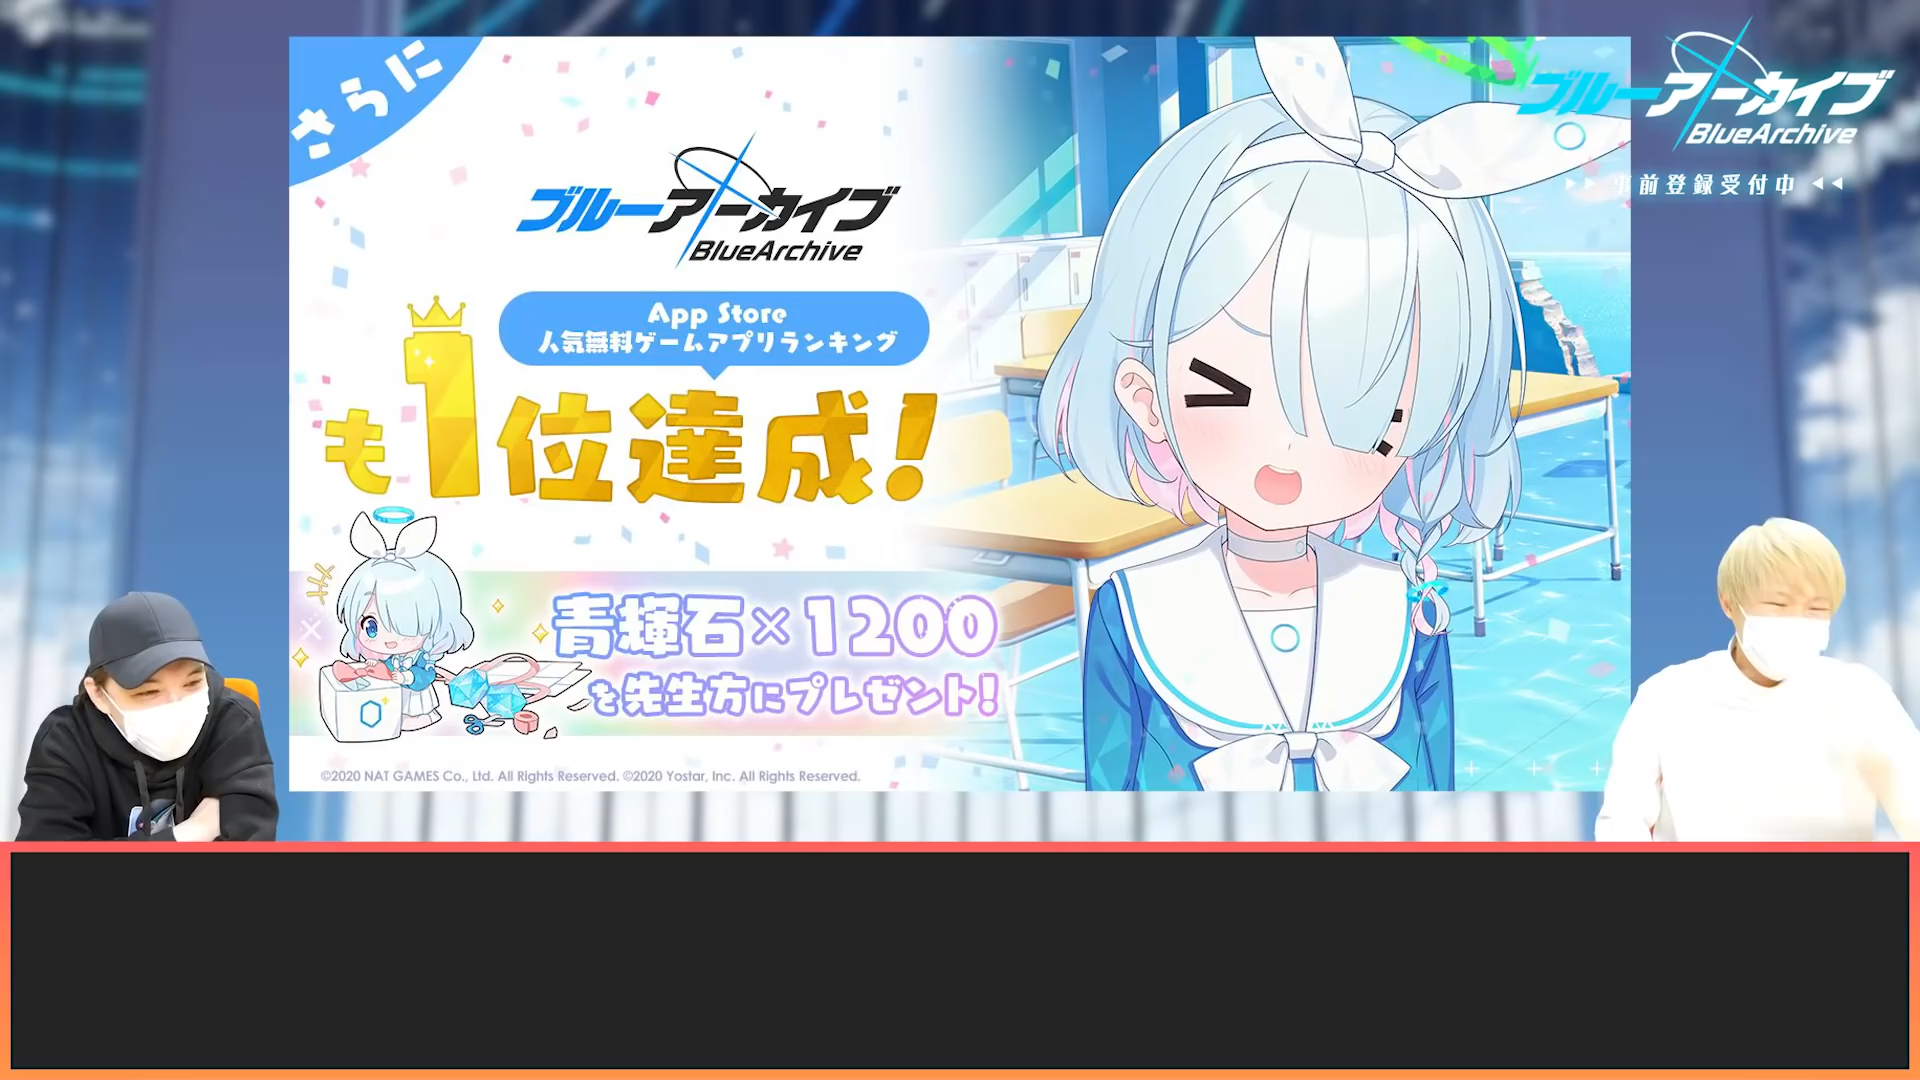 さらに
ブルーアーカイブ
BlueArchive
App Store
人気無料ゲームアプリランキング
も1位達成!
青輝石×1200
を先生方にプレゼント!
©2020 NAT GAMES Co., Ltd. All Rights Reserved. ©2020 Yostar, Inc. All Rights Reserved.
ブルーアーカイブ
BlueArchive
事前登録受付中